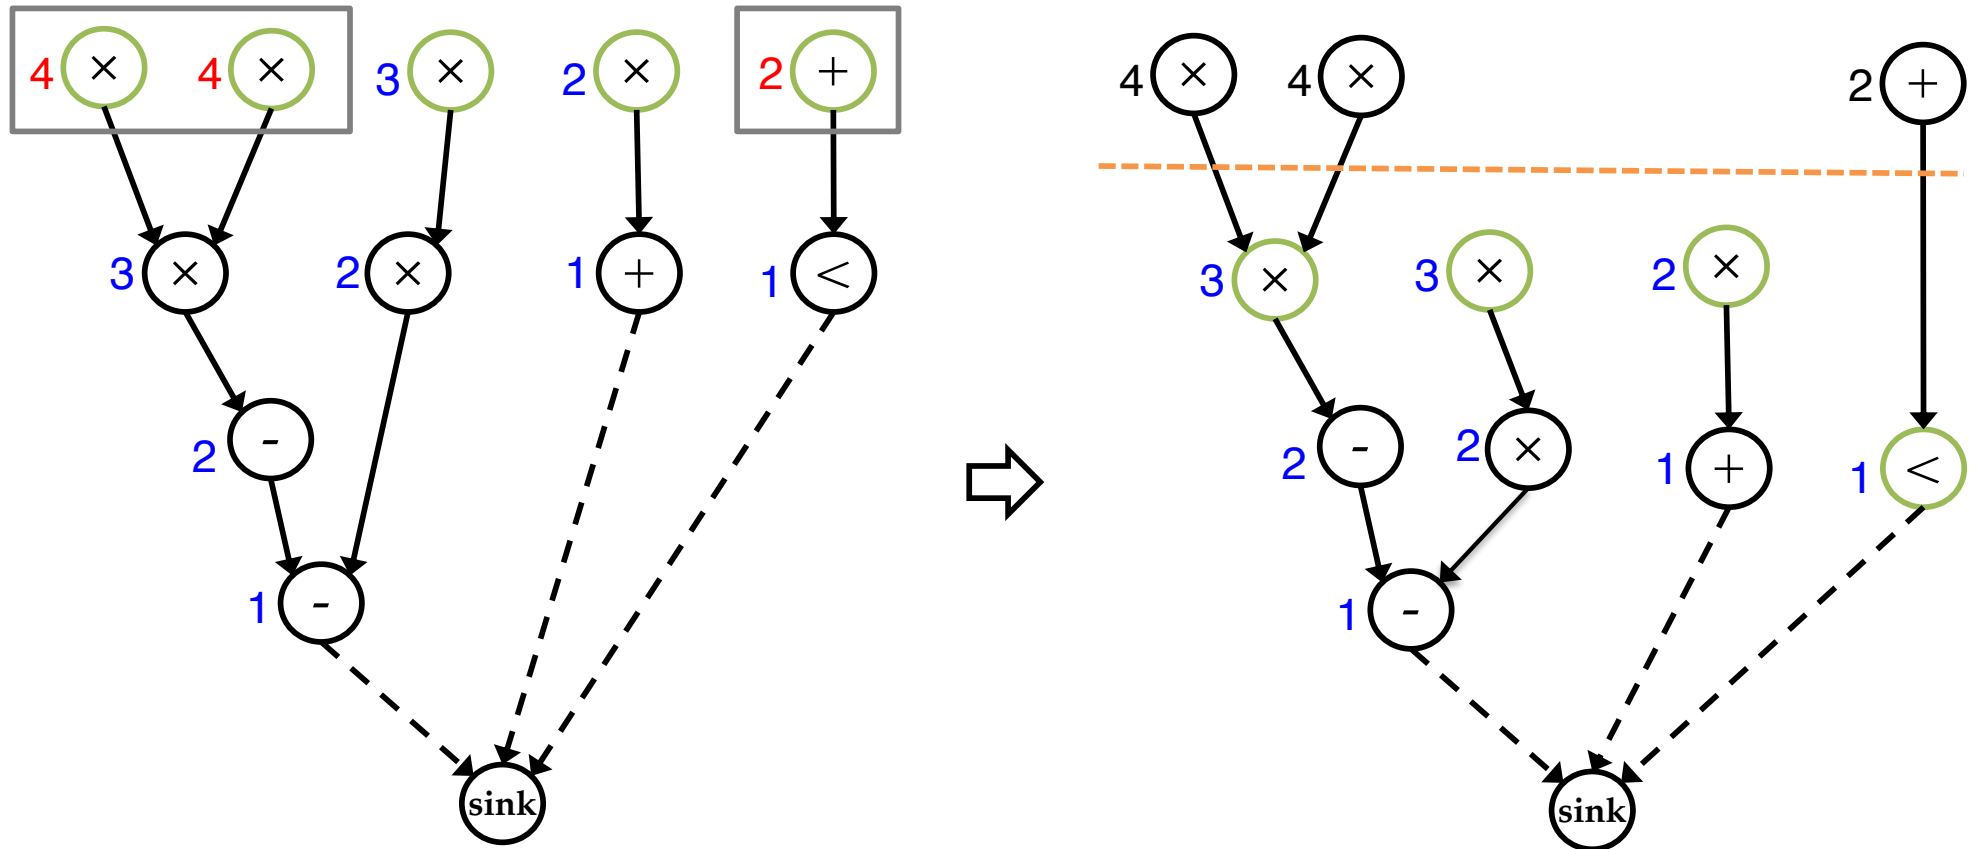 4 × 4 × 3 × 2 × 2 +
3 × 2 × 1 + 1 <
2 -
1 -
sink
4 × 4 × 2 +
3 × 3 × 2 ×
2 - 2 × 1 + 1 <
1 -
sink